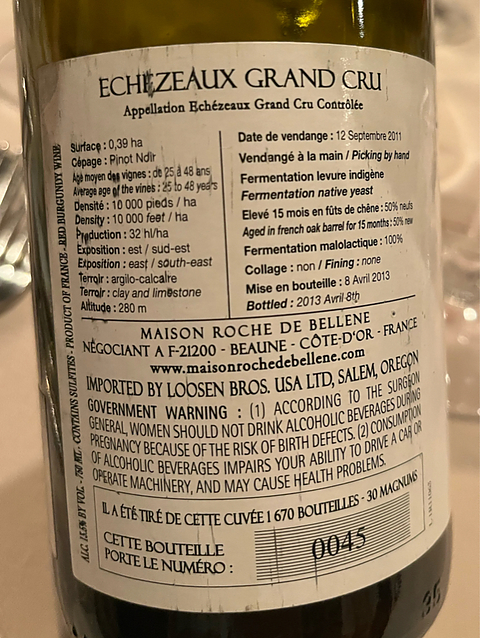 ECHEZEAUX GRAND CRU
Appellation Echézeaux Grand Cru Contrôlée
Surface : 0,39 ha
Cépage : Pinot Noir
Age moyen des vignes : de 25 à 48 ans
Average age of the vines : 25 to 48 years
Densité : 10 000 pieds / ha
Density : 10 000 feet / ha
Production : 32 hl/ha
Exposition : est / sud-est
Exposition : east / south-east
Terroir : argilo-calcaire
Terroir : clay and limestone
Altitude : 280 m
Date de vendange : 12 Septembre 2011
Vendangé à la main / Picking by hand
Fermentation levure indigène
Fermentation native yeast
Elevé 15 mois en fûts de chêne : 50% neufs
Aged in french oak barrel for 15 months : 50% new
Fermentation malolactique : 100%
Collage : non / Fining : none
Mise en bouteille : 8 Avril 2013
Bottled : 2013 Avril 8th
MAISON ROCHE DE BELLENE
NÉGOCIANT A F-21200 - BEAUNE - CÔTE-D'OR - FRANCE
www.maisonrochedebellene.com
IMPORTED BY LOOSEN BROS. USA LTD, SALEM, OREGON
GOVERNMENT WARNING : (1) ACCORDING TO THE SURGEON
GENERAL, WOMEN SHOULD NOT DRINK ALCOHOLIC BEVERAGES DURING
PREGNANCY BECAUSE OF THE RISK OF BIRTH DEFECTS. (2) CONSUMPTION
OF ALCOHOLIC BEVERAGES IMPAIRS YOUR ABILITY TO DRIVE A CAR OR
OPERATE MACHINERY, AND MAY CAUSE HEALTH PROBLEMS.
IL A ÉTÉ TIRÉ DE CETTE CUVÉE 1 670 BOUTEILLES - 30 MAGNUMS
CETTE BOUTEILLE
PORTE LE NUMÉRO :
0045
ALC. 13.5% BY VOL. - 750 ML - CONTAINS SULFITES - PRODUCT OF FRANCE - RED BURGUNDY WINE